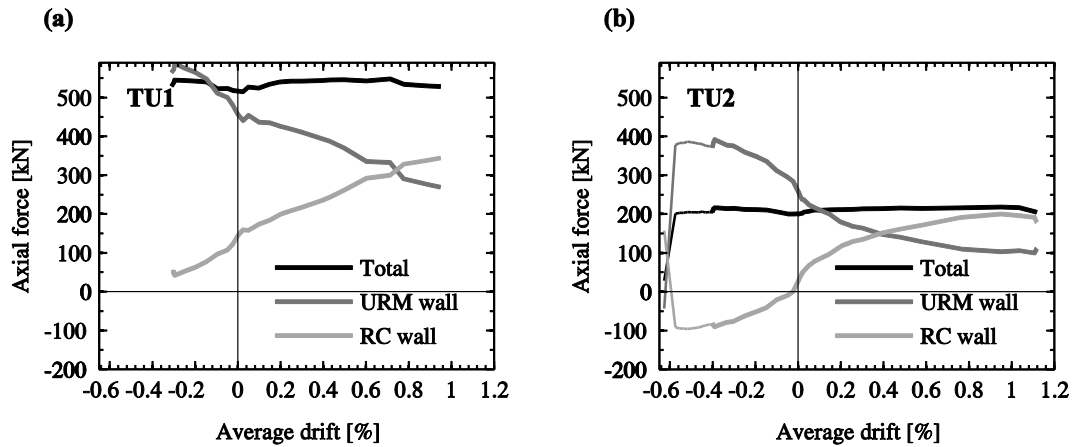 (a)
TU1
Axial force [kN]
500
400
300
200
100
0
-100
-200
Total
URM wall
RC wall
-0.6 -0.4 -0.2 0 0.2 0.4 0.6 0.8 1 1.2
Average drift [%]
(b)
TU2
Axial force [kN]
500
400
300
200
100
0
-100
-200
Total
URM wall
RC wall
-0.6 -0.4 -0.2 0 0.2 0.4 0.6 0.8 1 1.2
Average drift [%]